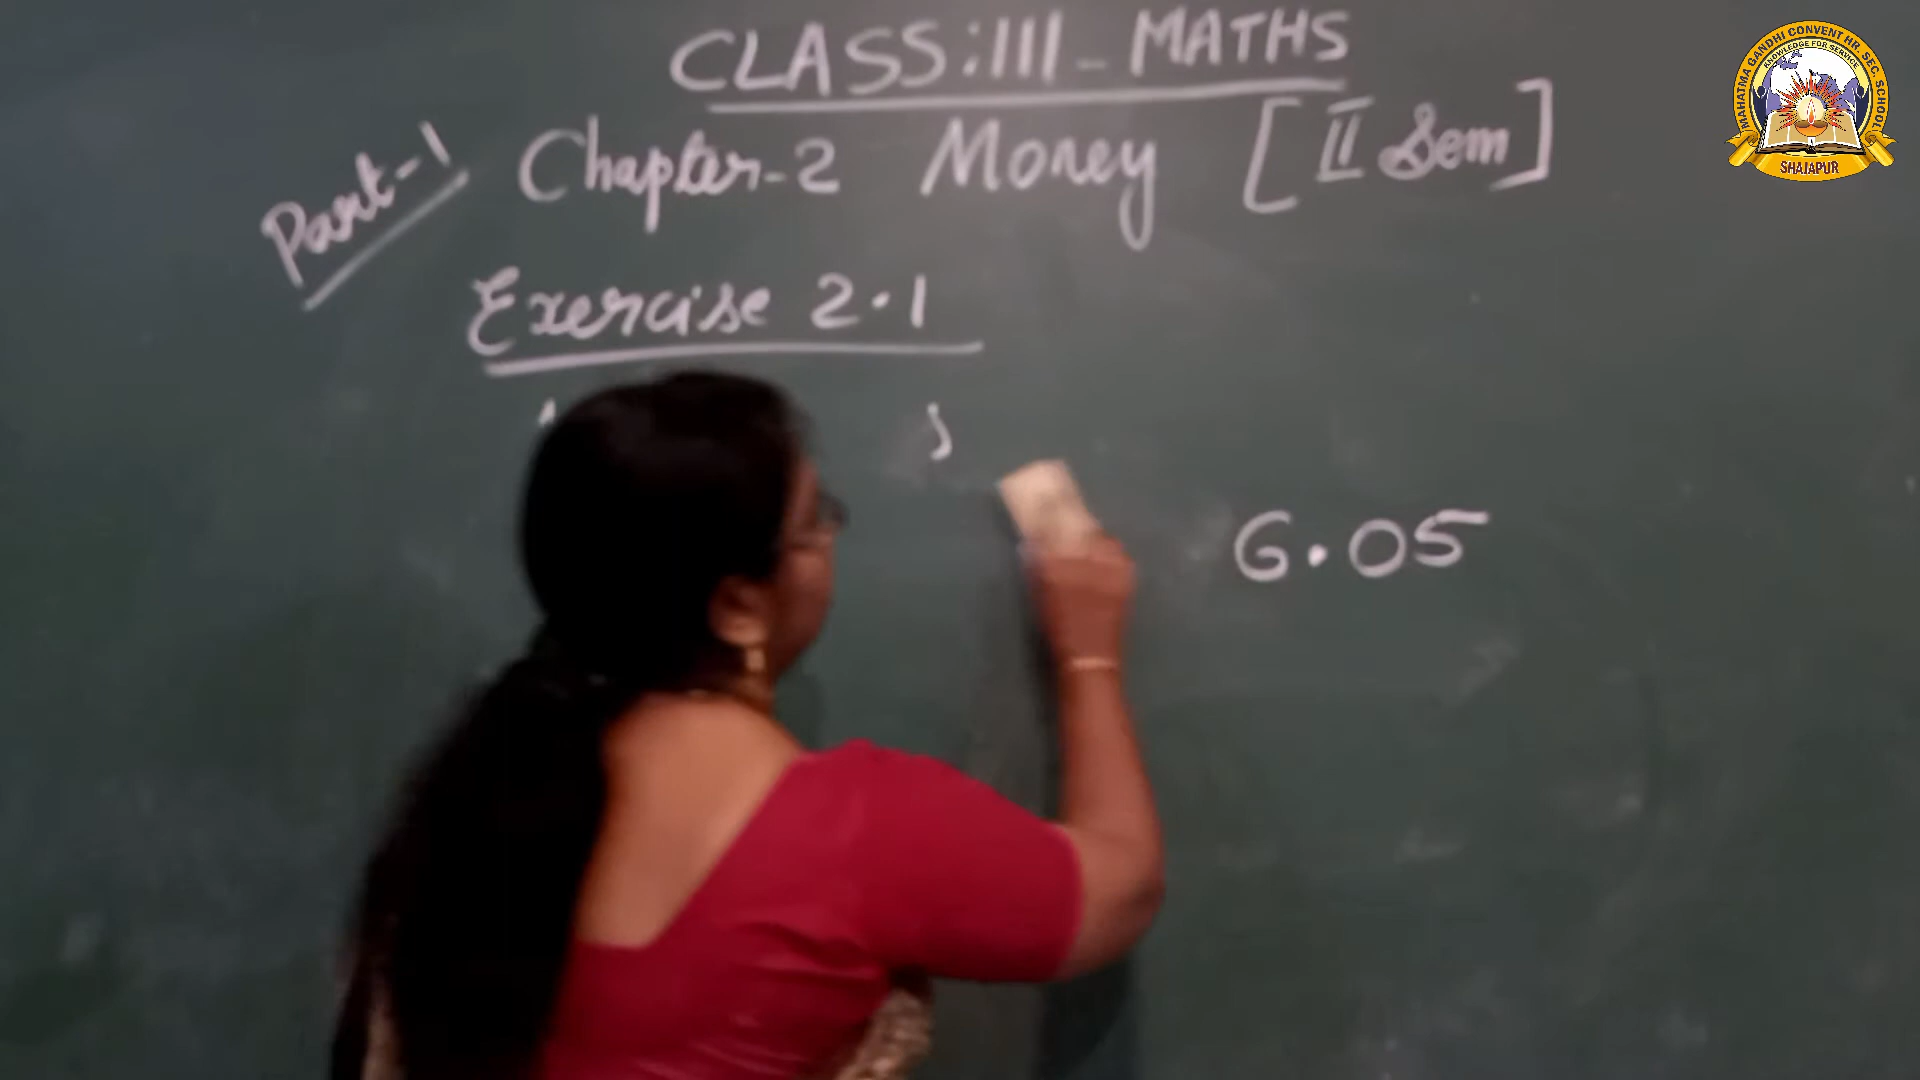 CLASS:III - MATHS
Part-1
Chapter-2 Money [II Sem]
Exercise 2.1
6.05
MAHATMA GANDHI CONVENT HR. SEC. SCHOOL
KNOWLEDGE FOR SERVICE
SHAJAPUR